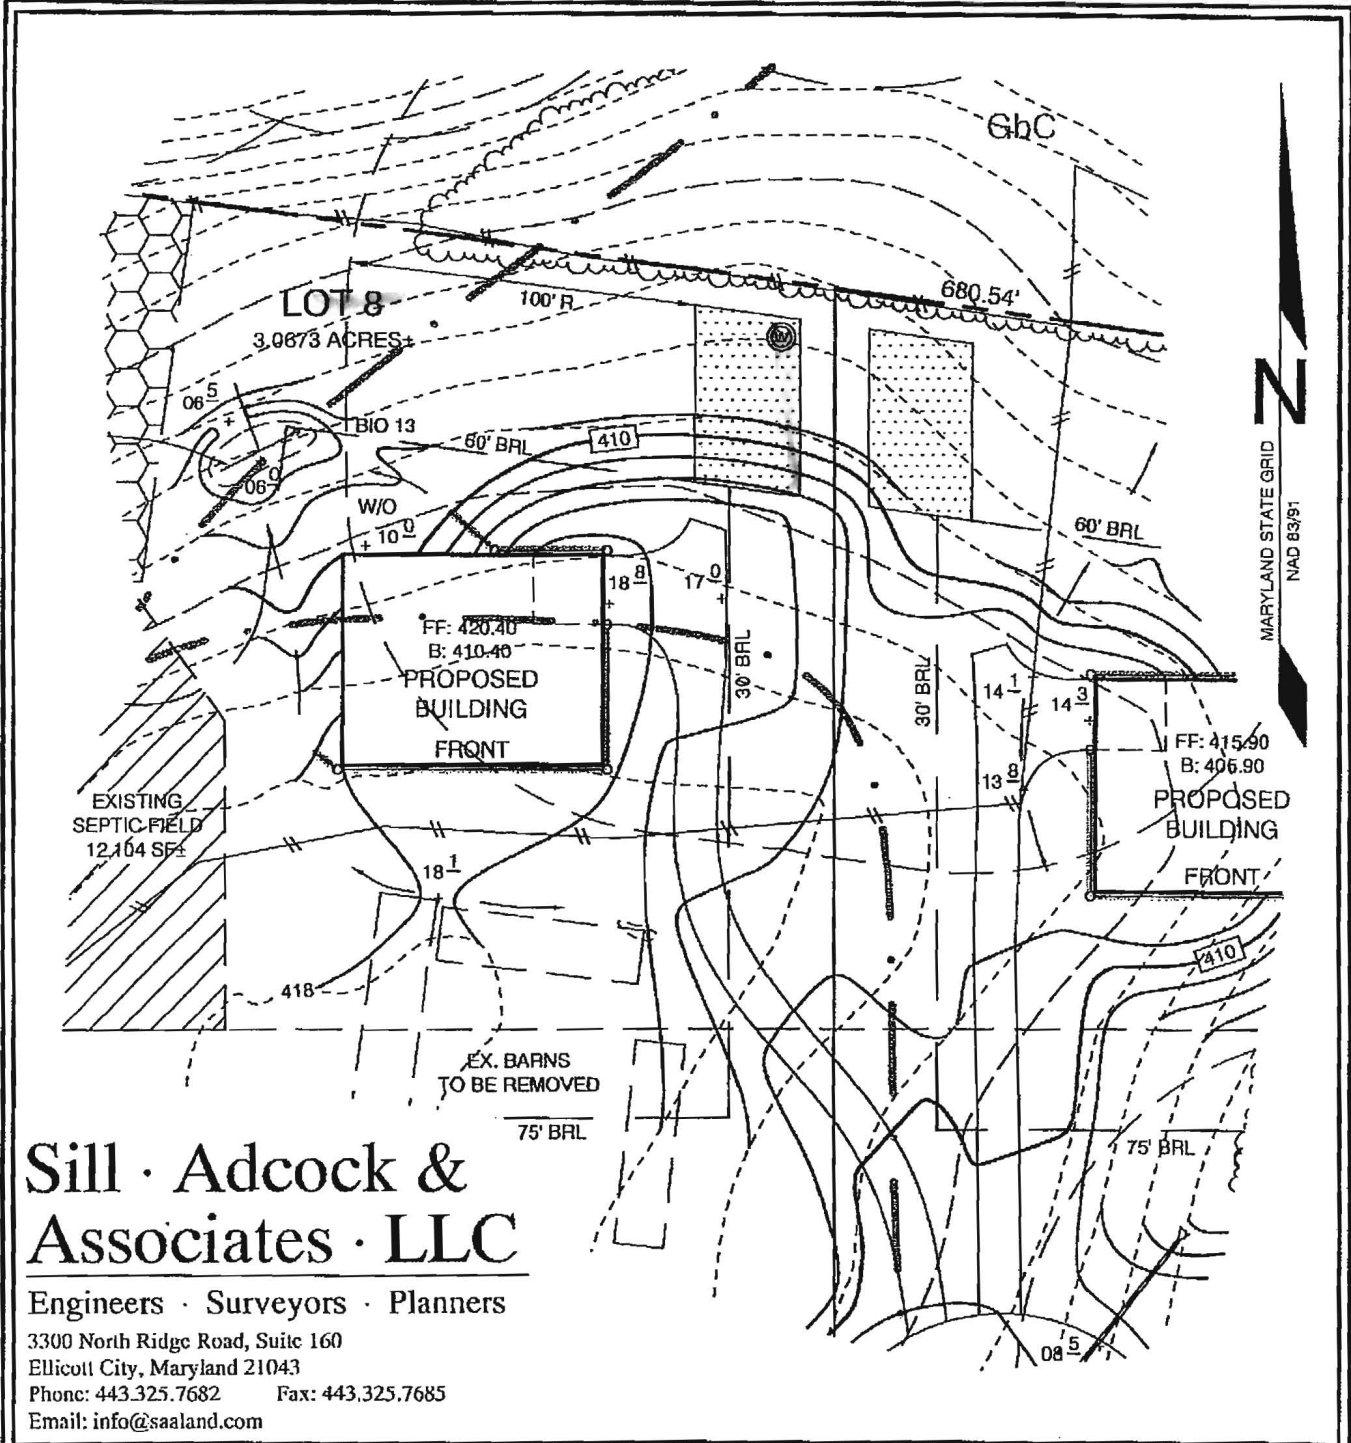 GbC
680.54'
LOT 8
3.0673 ACRES±
100' R
W
N
MARYLAND STATE GRID
NAD 83/91
06 5
BIO 13
60' BRL
410
06 0
W/O
10 0
60' BRL
18 8
17 0
FF: 420.40
B: 410.40
PROPOSED
BUILDING
FRONT
30' BRL
30' BRL
14 1
14 3
13 8
FF: 415.90
B: 406.90
PROPOSED
BUILDING
FRONT
EXISTING
SEPTIC FIELD
12,104 SF±
18 1
418
410
EX. BARNS
TO BE REMOVED
75' BRL
75' BRL
08 5
Sill · Adcock &
Associates · LLC
Engineers · Surveyors · Planners
3300 North Ridge Road, Suite 160
Ellicott City, Maryland 21043
Phone: 443.325.7682 Fax: 443.325.7685
Email: info@saaland.com